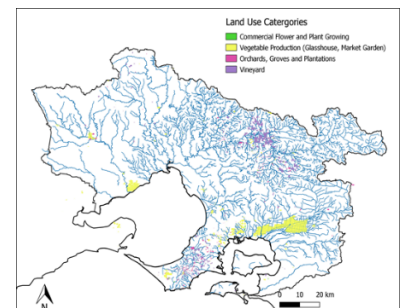 Land Use Catergories
Commercial Flower and Plant Growing
Vegetable Production (Glasshouse, Market Garden)
Orchards, Groves and Plantations
Vineyard
N
0 10 20 km